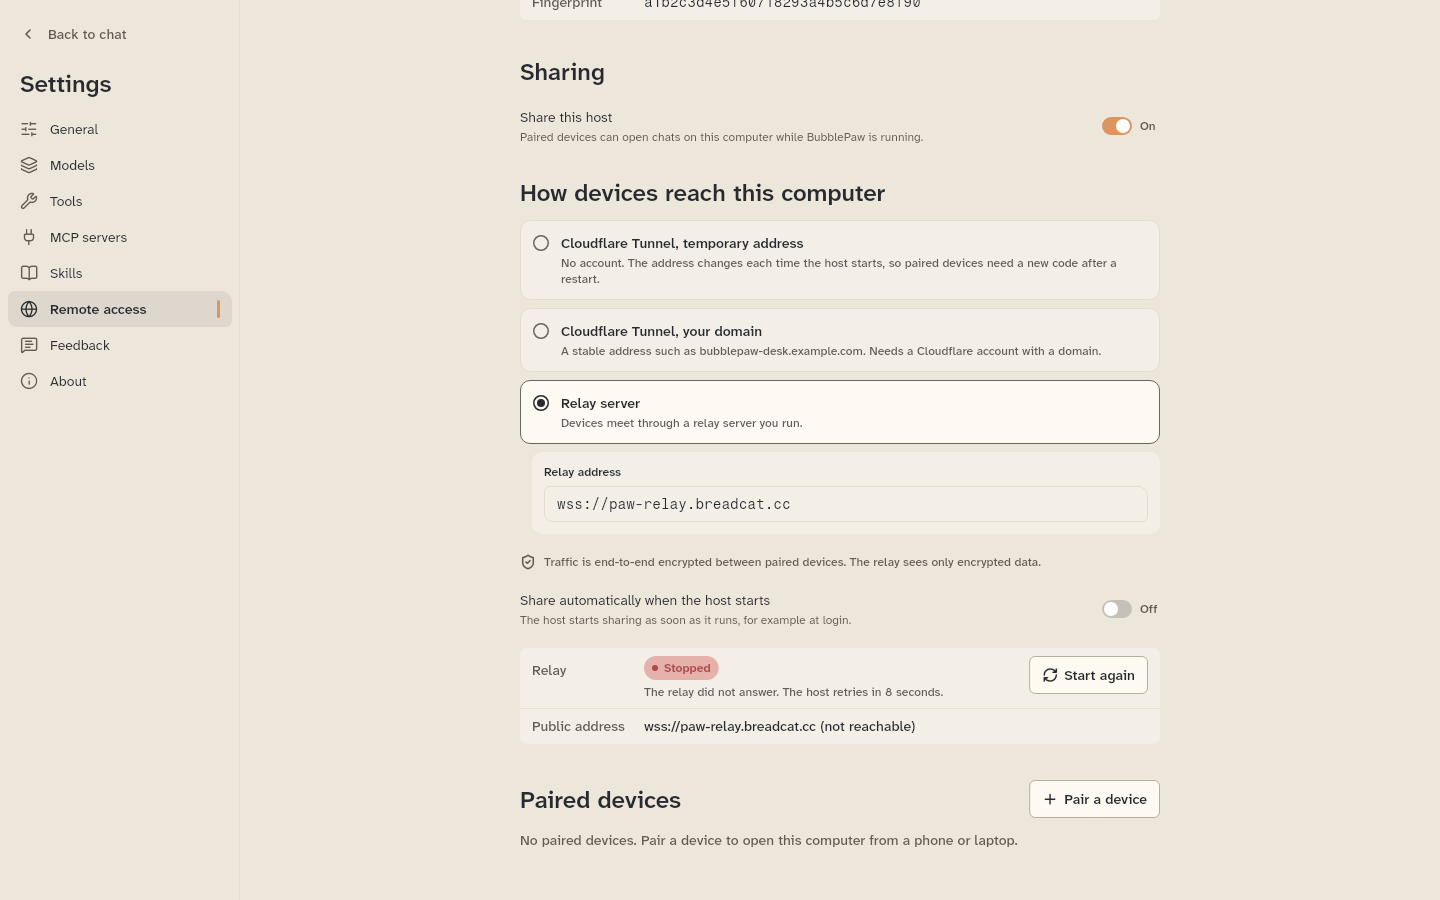 Back to chat
Settings
General
Models
Tools
MCP servers
Skills
Remote access
Feedback
About
Fingerprint
Sharing
Share this host
Paired devices can open chats on this computer while BubblePaw is running.
On
How devices reach this computer
Cloudflare Tunnel, temporary address
No account. The address changes each time the host starts, so paired devices need a new code after a
restart.
Cloudflare Tunnel, your domain
A stable address such as bubblepaw-desk.example.com. Needs a Cloudflare account with a domain.
Relay server
Devices meet through a relay server you run.
Relay address
wss://paw-relay.breadcat.cc
Traffic is end-to-end encrypted between paired devices. The relay sees only encrypted data.
Share automatically when the host starts
The host starts sharing as soon as it runs, for example at login.
Off
Relay
Stopped
The relay did not answer. The host retries in 8 seconds.
Start again
Public address
wss://paw-relay.breadcat.cc (not reachable)
Paired devices
Pair a device
No paired devices. Pair a device to open this computer from a phone or laptop.